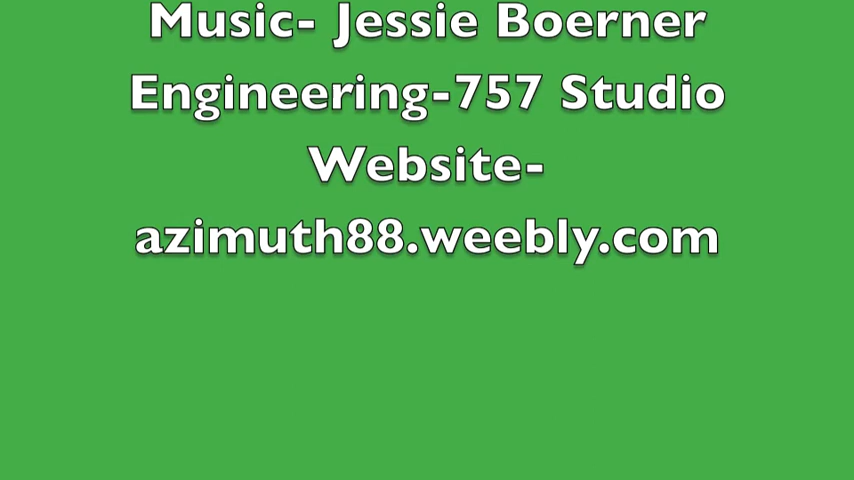 Music- Jessie Boerner
Engineering-757 Studio
Website-
azimuth88.weebly.com